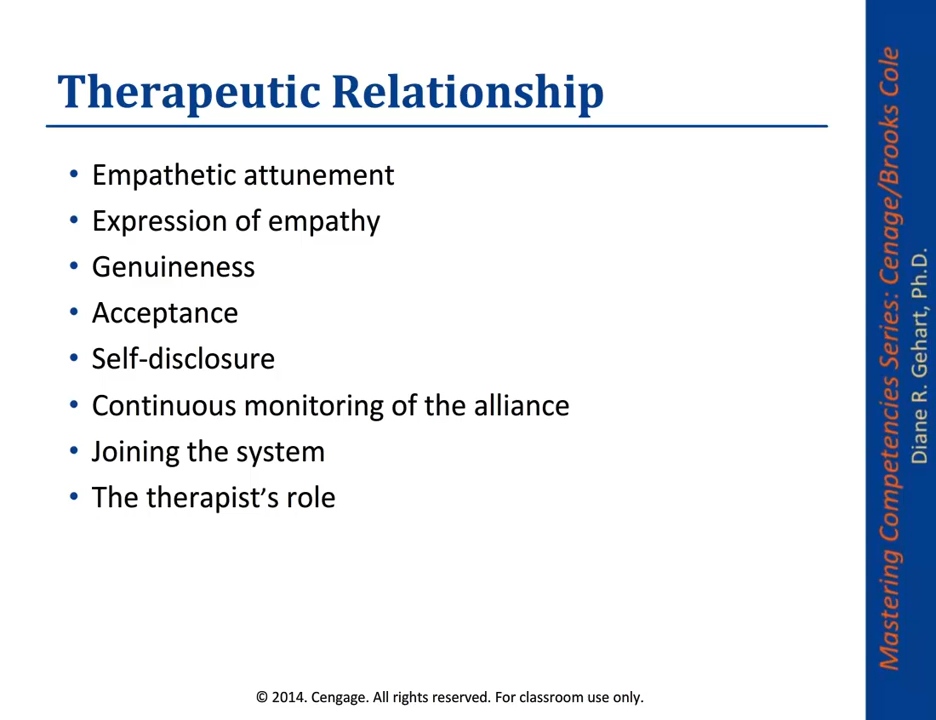 Therapeutic Relationship
• Empathetic attunement
• Expression of empathy
• Genuineness
• Acceptance
• Self-disclosure
• Continuous monitoring of the alliance
• Joining the system
• The therapist’s role
© 2014. Cengage. All rights reserved. For classroom use only.
Mastering Competencies Series: Cenage/Brooks Cole
Diane R. Gehart, Ph.D.